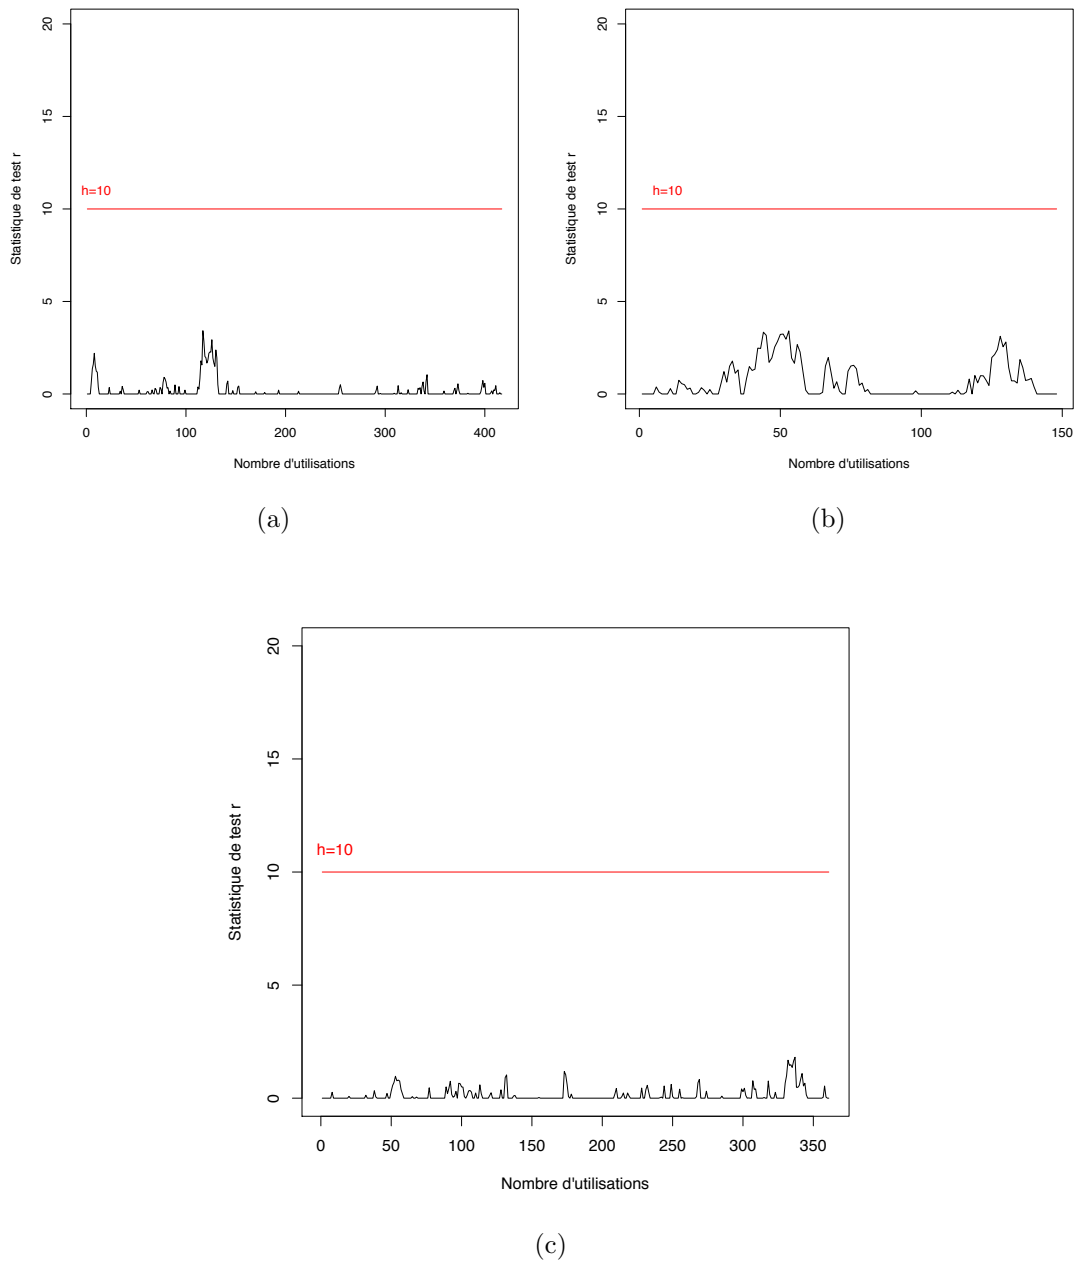 20
15
10
5
0
Statistique de test r
h=10
0 100 200 300 400
Nombre d'utilisations
(a)
20
15
10
5
0
Statistique de test r
h=10
0 50 100 150
Nombre d'utilisations
(b)
20
15
10
5
0
Statistique de test r
h=10
0 50 100 150 200 250 300 350
Nombre d'utilisations
(c)